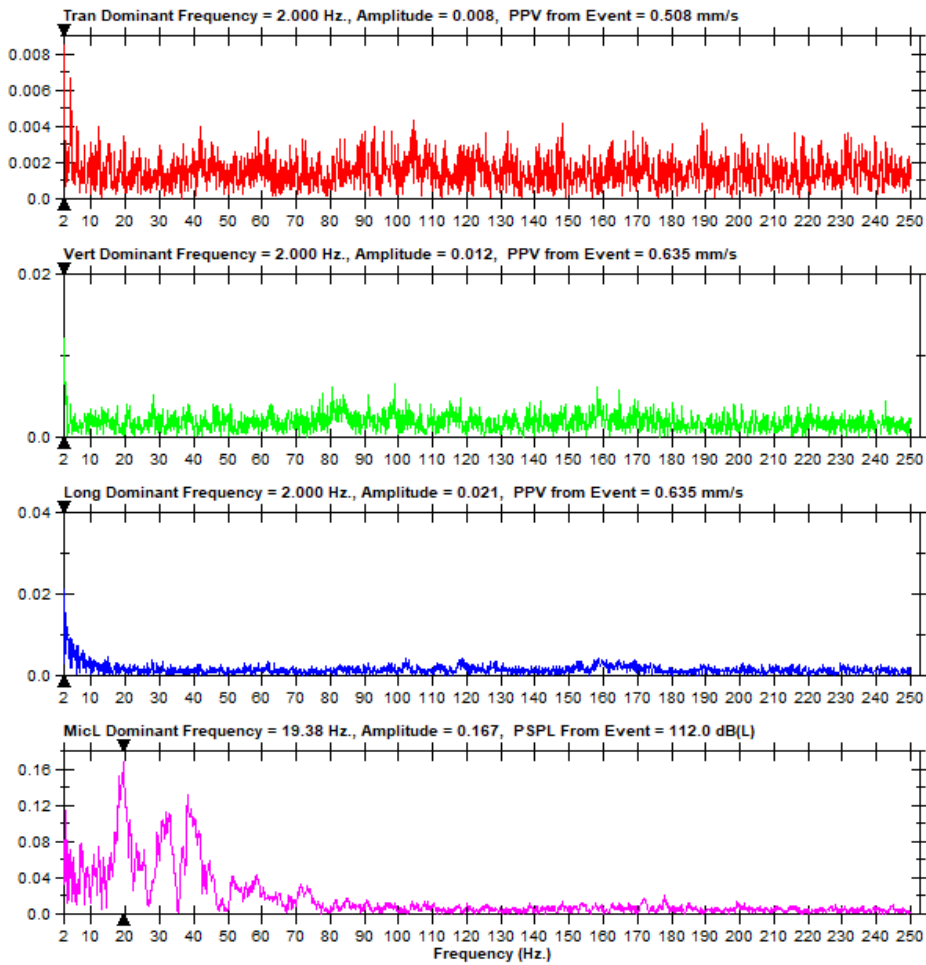 Tran Dominant Frequency = 2.000 Hz., Amplitude = 0.008, PPV from Event = 0.508 mm/s
0.008
0.006
0.004
0.002
0.0
2 10 20 30 40 50 60 70 80 90 100 110 120 130 140 150 160 170 180 190 200 210 220 230 240 250
Vert Dominant Frequency = 2.000 Hz., Amplitude = 0.012, PPV from Event = 0.635 mm/s
0.02
0.0
2 10 20 30 40 50 60 70 80 90 100 110 120 130 140 150 160 170 180 190 200 210 220 230 240 250
Long Dominant Frequency = 2.000 Hz., Amplitude = 0.021, PPV from Event = 0.635 mm/s
0.04
0.02
0.0
2 10 20 30 40 50 60 70 80 90 100 110 120 130 140 150 160 170 180 190 200 210 220 230 240 250
MicL Dominant Frequency = 19.38 Hz., Amplitude = 0.167, PSPL From Event = 112.0 dB(L)
0.16
0.12
0.08
0.04
0.0
2 10 20 30 40 50 60 70 80 90 100 110 120 130 140 150 160 170 180 190 200 210 220 230 240 250
Frequency (Hz.)